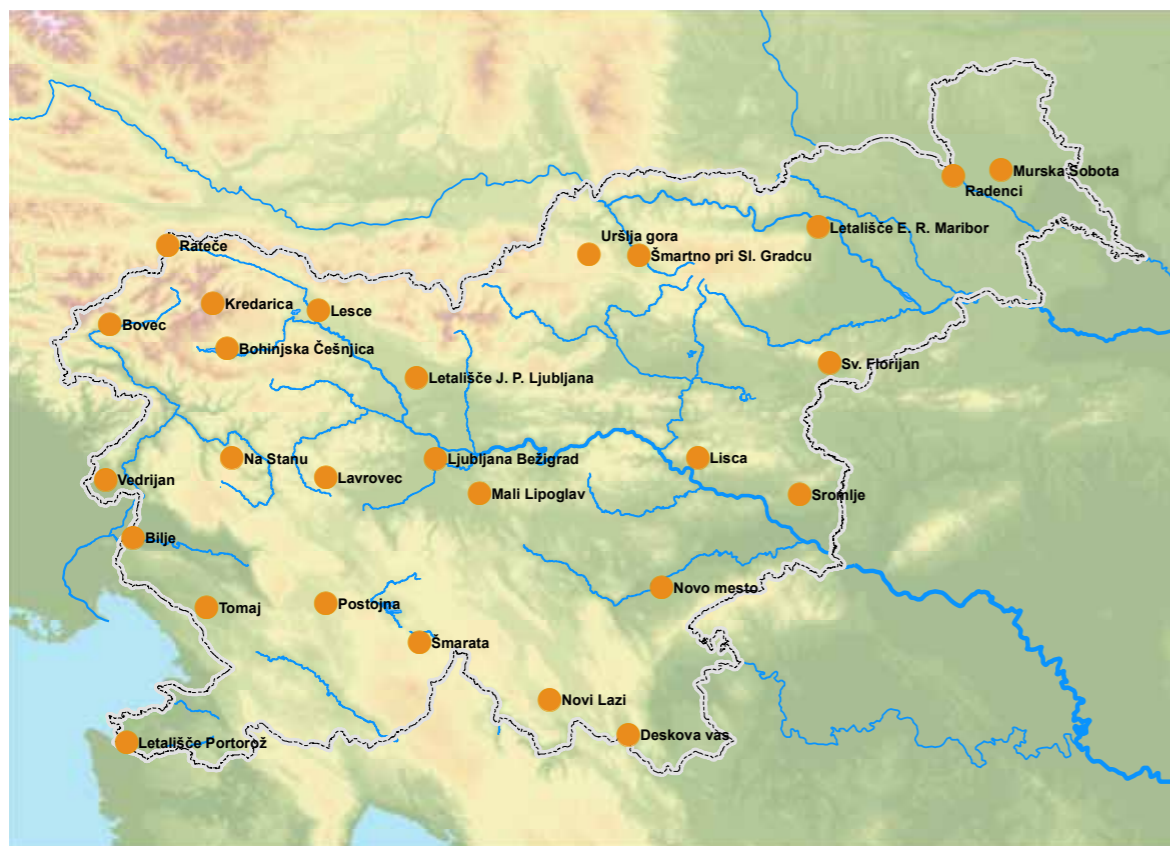 Murska Sobota
Radenci
Letališče E. R. Maribor
Uršlja gora
Šmartno pri Sl. Gradcu
Rateče
Kredarica
Lesce
Bovec
Bohinjska Češnjica
Sv. Florijan
Letališče J. P. Ljubljana
Na Stanu
Ljubljana Bežigrad
Lisca
Vedrijan
Lavrovec
Mali Lipoglav
Sromlje
Bilje
Novo mesto
Tomaj
Postojna
Šmarata
Novi Lazi
Deskova vas
Letališče Portorož